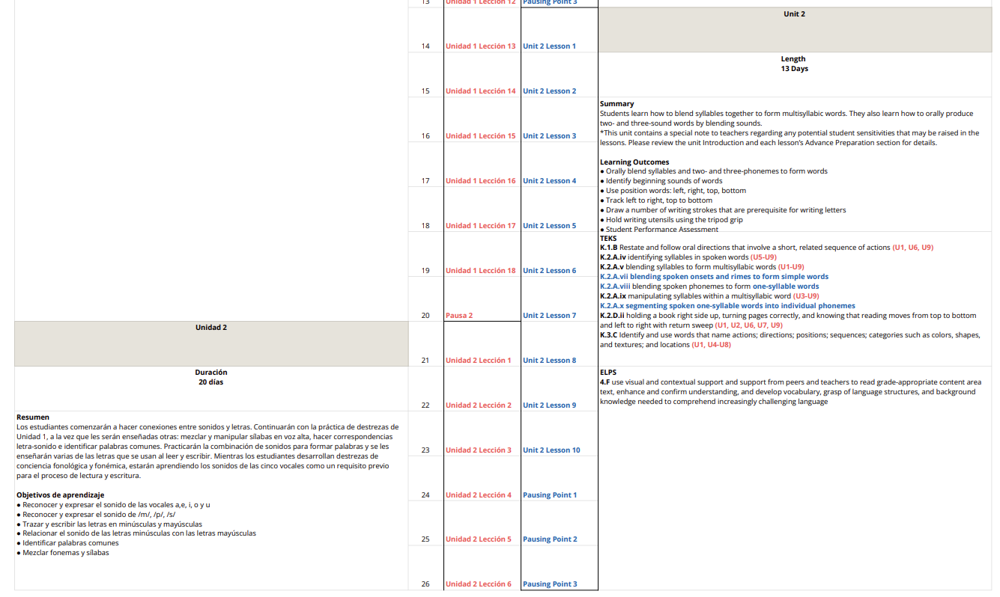 13 Unidad 1 Lección 12 Pausing Point 3
Unit 2
14 Unidad 1 Lección 13 Unit 2 Lesson 1
Length
13 Days
15 Unidad 1 Lección 14 Unit 2 Lesson 2
Summary
Students learn how to blend syllables together to form multisyllabic words. They also learn how to orally produce
two- and three-sound words by blending sounds.
*This unit contains a special note to teachers regarding any potential student sensitivities that may be raised in the
lessons. Please review the unit Introduction and each lesson's Advance Preparation section for details.
16 Unidad 1 Lección 15 Unit 2 Lesson 3
Learning Outcomes
● Orally blend syllables and two- and three-phonemes to form words
● Identify beginning sounds of words
● Use position words: left, right, top, bottom
● Track left to right, top to bottom
● Draw a number of writing strokes that are prerequisite for writing letters
● Hold writing utensils using the tripod grip
● Student Performance Assessment
17 Unidad 1 Lección 16 Unit 2 Lesson 4
18 Unidad 1 Lección 17 Unit 2 Lesson 5
TEKS
K.1.B Restate and follow oral directions that involve a short, related sequence of actions (U1, U6, U9)
K.2.A.iv identifying syllables in spoken words (U5-U9)
K.2.A.v blending syllables to form multisyllabic words (U1-U9)
K.2.A.vii blending spoken onsets and rimes to form simple words
K.2.A.viii blending spoken phonemes to form one-syllable words
K.2.A.ix manipulating syllables within a multisyllabic word (U3-U9)
K.2.A.x segmenting spoken one-syllable words into individual phonemes
K.2.D.ii holding a book right side up, turning pages correctly, and knowing that reading moves from top to bottom
and left to right with return sweep (U1, U2, U6, U7, U9)
K.3.C Identify and use words that name actions; directions; positions; sequences; categories such as colors, shapes,
and textures; and locations (U1, U4-U8)
19 Unidad 1 Lección 18 Unit 2 Lesson 6
20 Pausa 2 Unit 2 Lesson 7
Unidad 2
21 Unidad 2 Lección 1 Unit 2 Lesson 8
Duración
20 días
ELPS
4.F use visual and contextual support and support from peers and teachers to read grade-appropriate content area
text, enhance and confirm understanding, and develop vocabulary, grasp of language structures, and background
knowledge needed to comprehend increasingly challenging language
22 Unidad 2 Lección 2 Unit 2 Lesson 9
Resumen
Los estudiantes comenzarán a hacer conexiones entre sonidos y letras. Continuarán con la práctica de destrezas de
Unidad 1, a la vez que les serán enseñadas otras: mezclar y manipular sílabas en voz alta, hacer correspondencias
letra-sonido e identificar palabras comunes. Practicarán la combinación de sonidos para formar palabras y se les
enseñarán varias de las letras que se usan al leer y escribir. Mientras los estudiantes desarrollan destrezas de
conciencia fonológica y fonémica, estarán aprendiendo los sonidos de las cinco vocales como un requisito previo
para el proceso de lectura y escritura.
23 Unidad 2 Lección 3 Unit 2 Lesson 10
Objetivos de aprendizaje
● Reconocer y expresar el sonido de las vocales a,e, i, o y u
● Reconocer y expresar el sonido de /m/, /p/, /s/
● Trazar y escribir las letras en minúsculas y mayúsculas
● Relacionar el sonido de las letras minúsculas con las letras mayúsculas
● Identificar palabras comunes
● Mezclar fonemas y sílabas
24 Unidad 2 Lección 4 Pausing Point 1
25 Unidad 2 Lección 5 Pausing Point 2
26 Unidad 2 Lección 6 Pausing Point 3